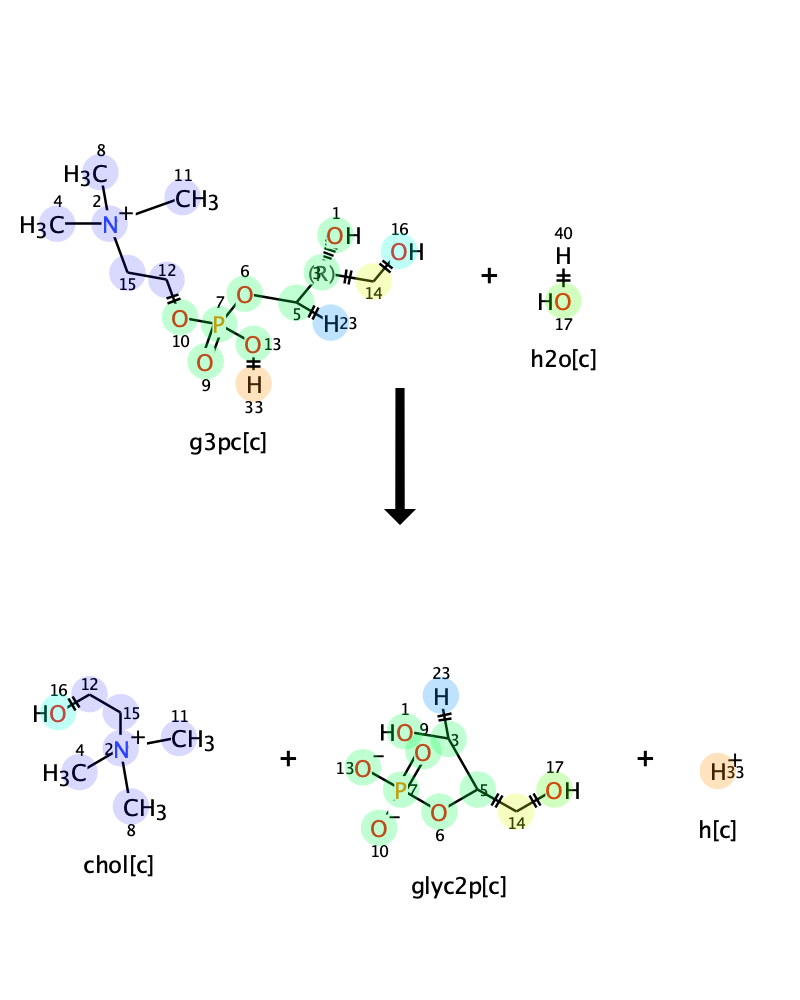 8
H3C
11
4
2
+
CH3
H3C
N
1
16
OH
OH
40
H
12
15
6
(R)
3
+
14
O
7
5
H 23
HO
17
O
P
10
O 13
h2o[c]
O
9
H
33
g3pc[c]
23
H
16
12
HO
15
1
9
11
HO
3
4
2
N
+
CH3
−
O
17
+
+
+
13 O
H3C
P 7
5
OH
H 33
CH3
O −
O
14
8
10
6
h[c]
chol[c]
glyc2p[c]